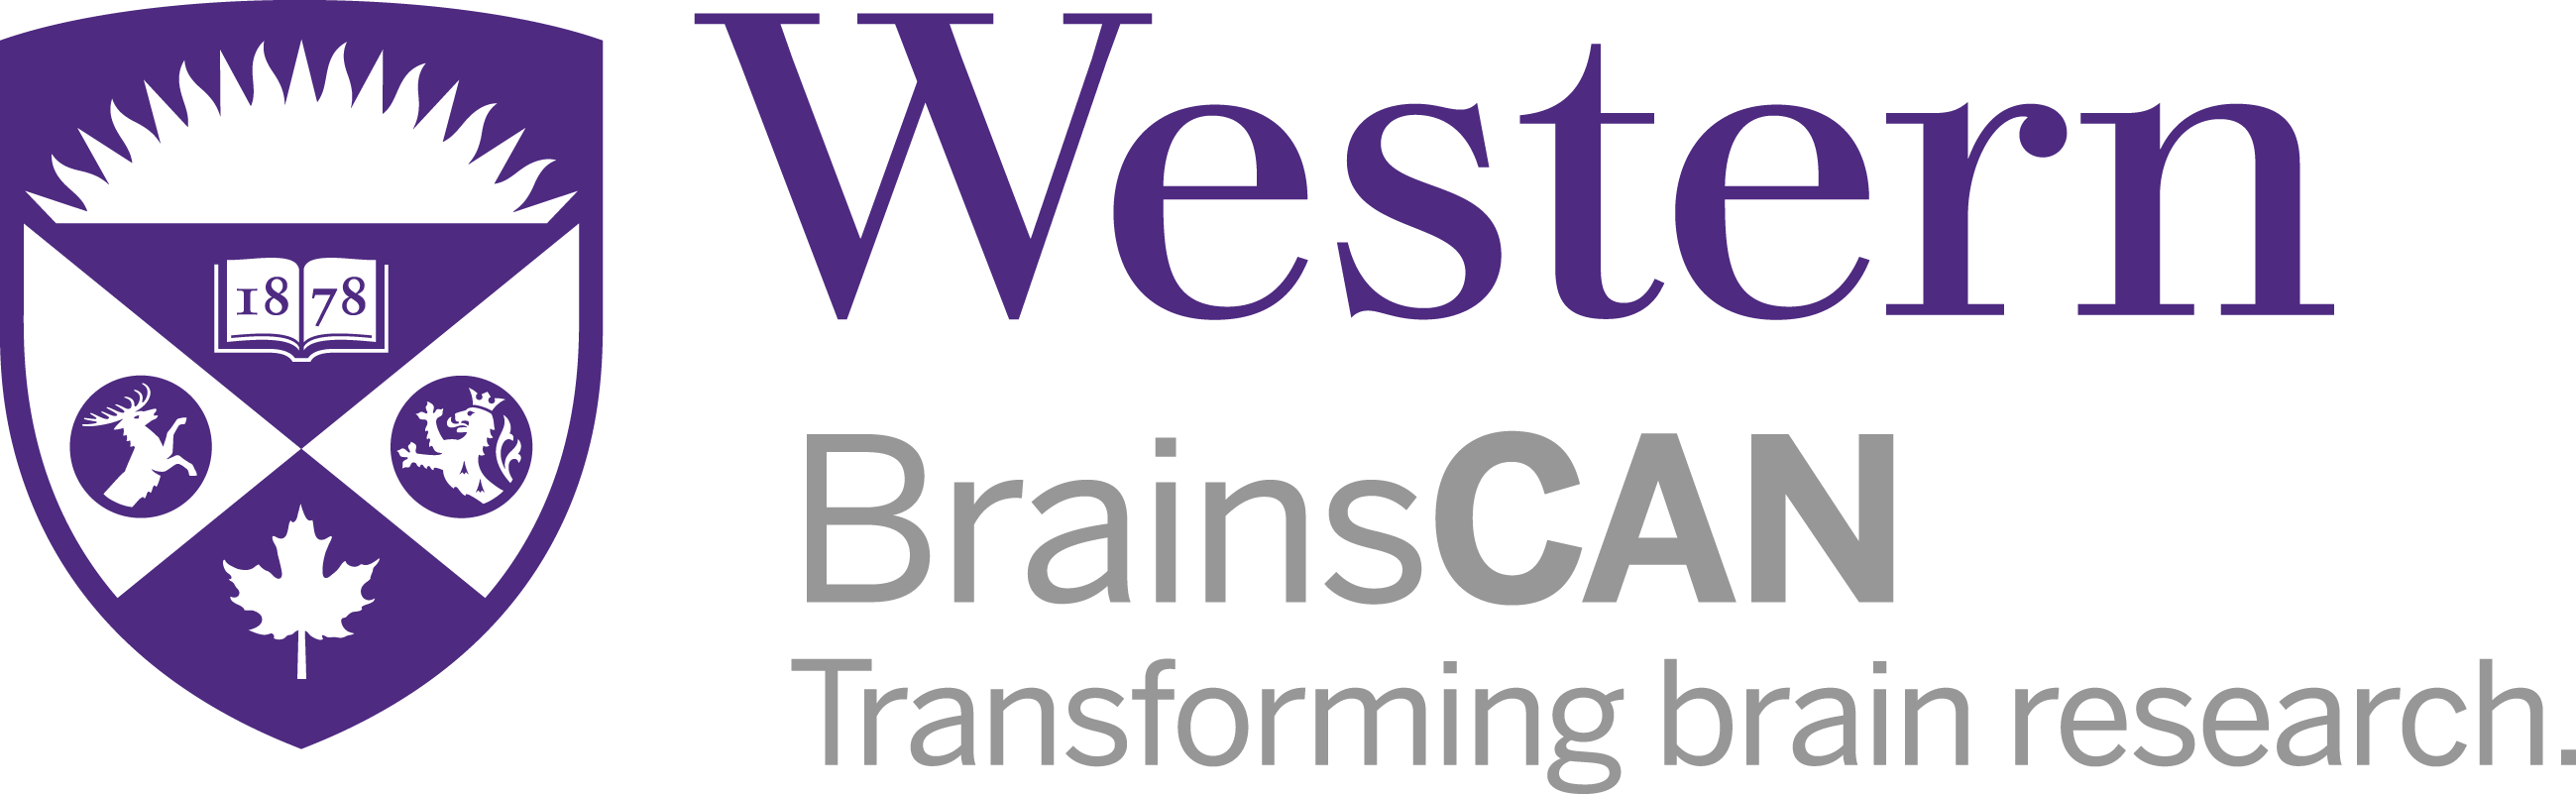 1878
Western
BrainsCAN
Transforming brain research.